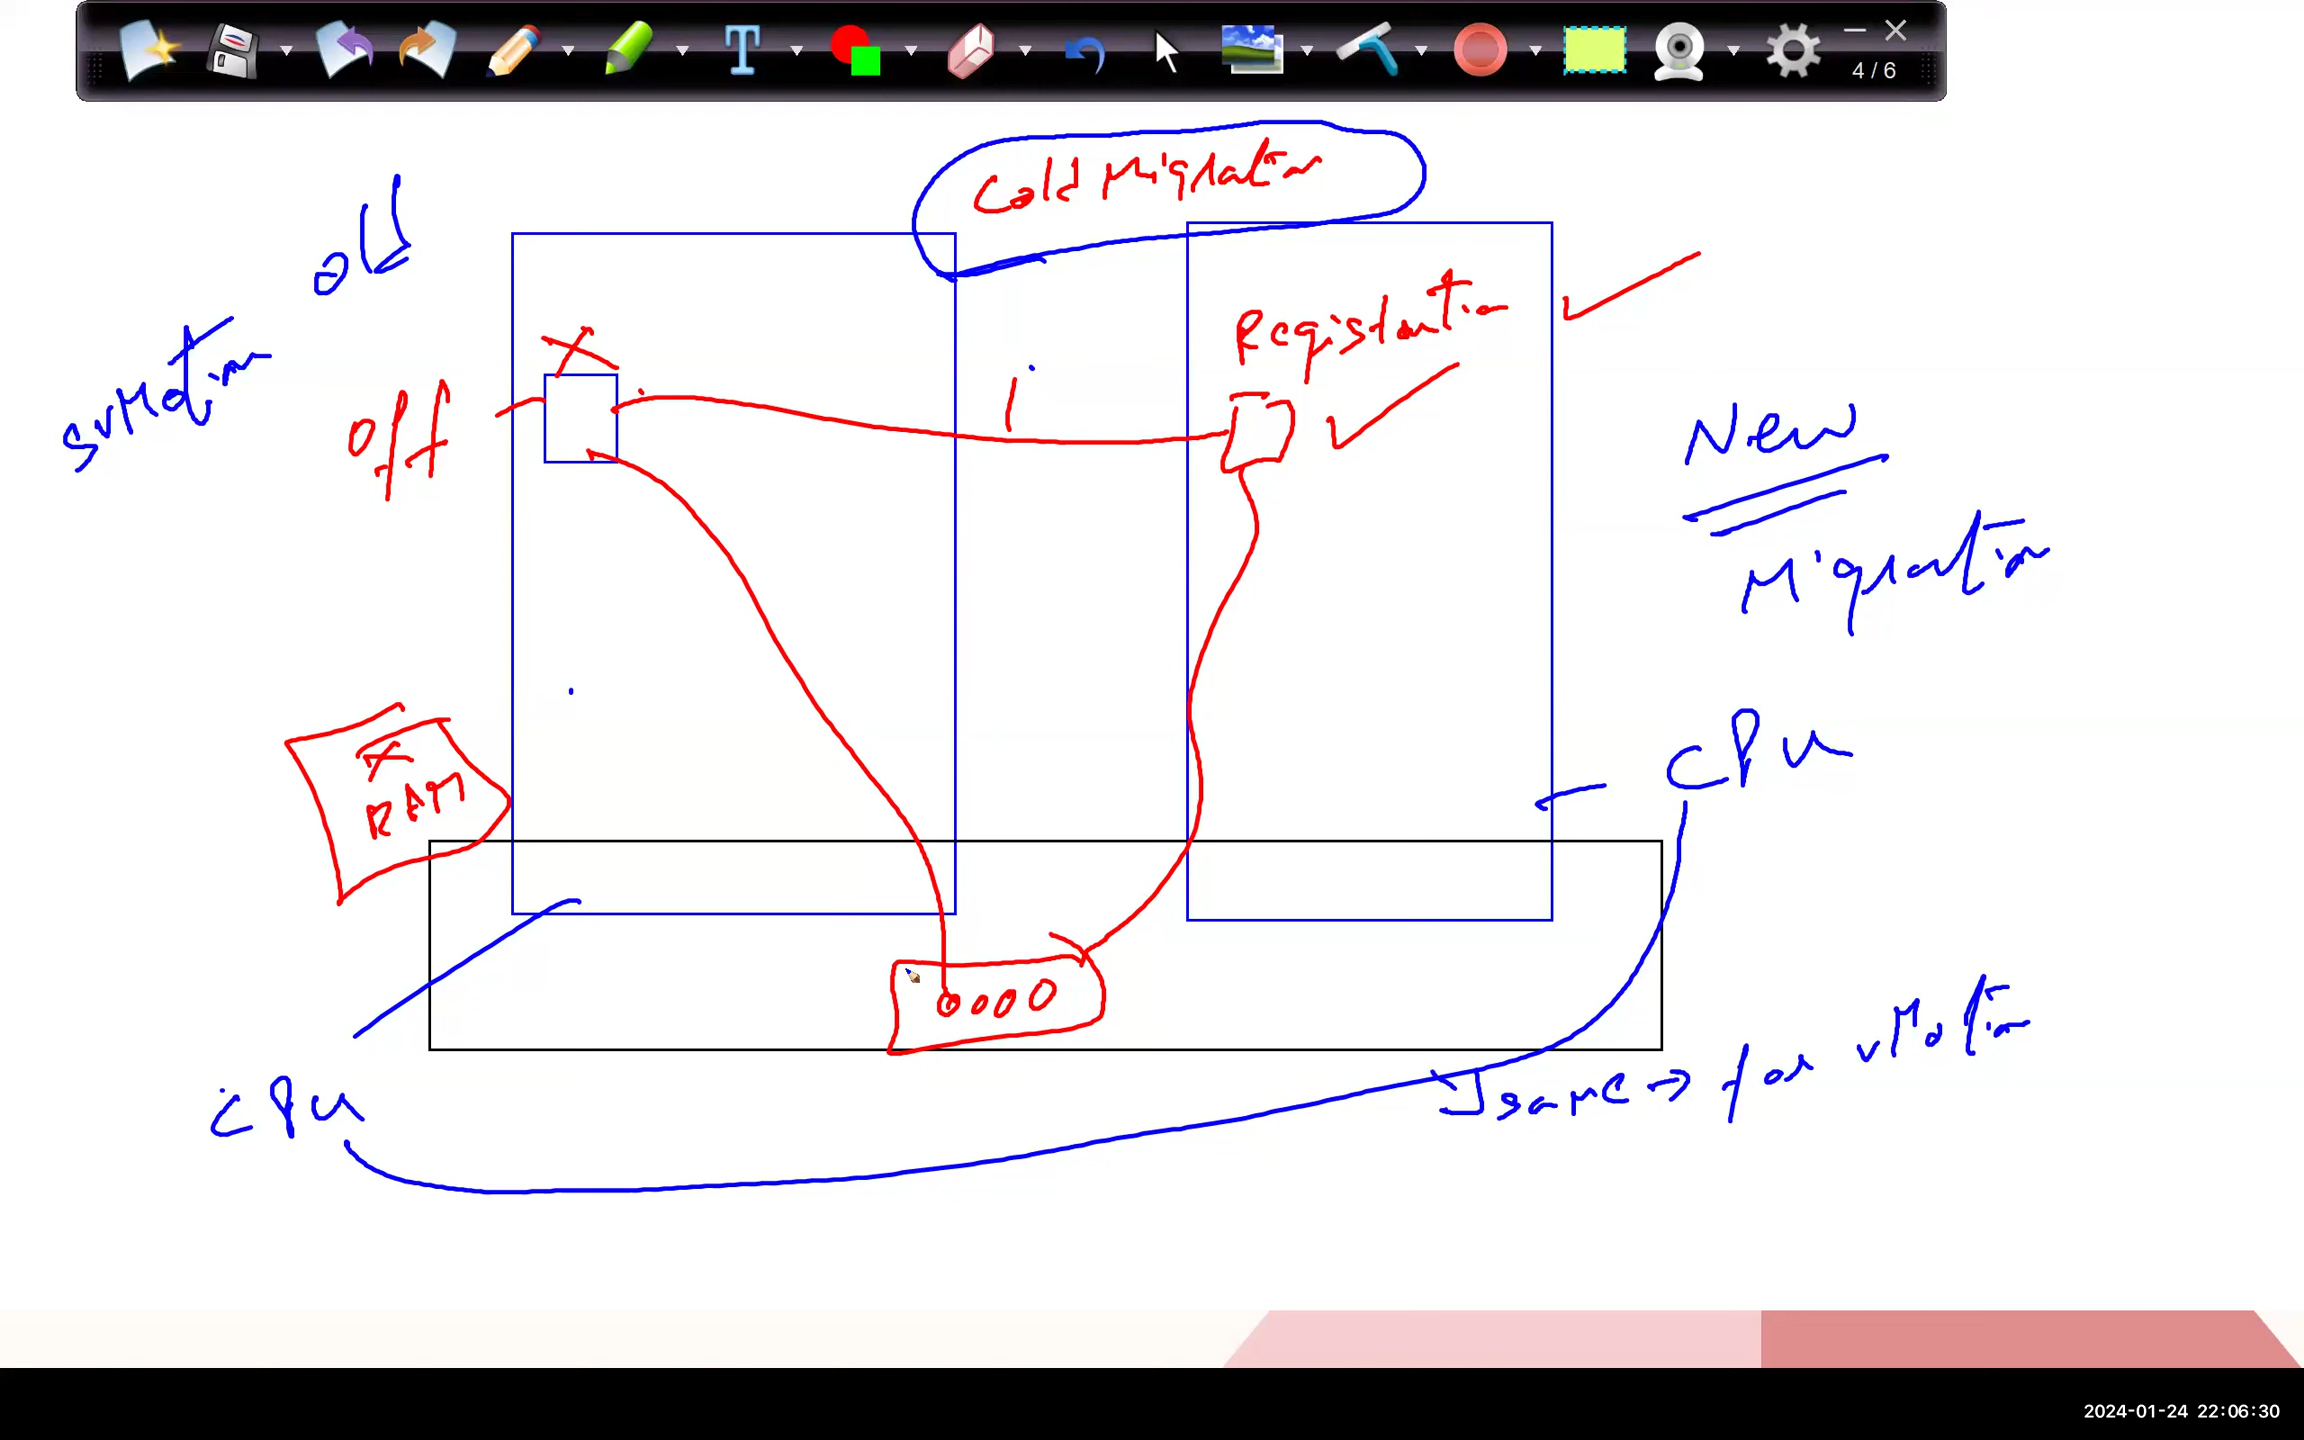 4 / 6
Cold Migration
old
svMotion
Registration
off
New
Migration
X
RAM
CPU
CPU
same → for vMotion
2024-01-24 22:06:30